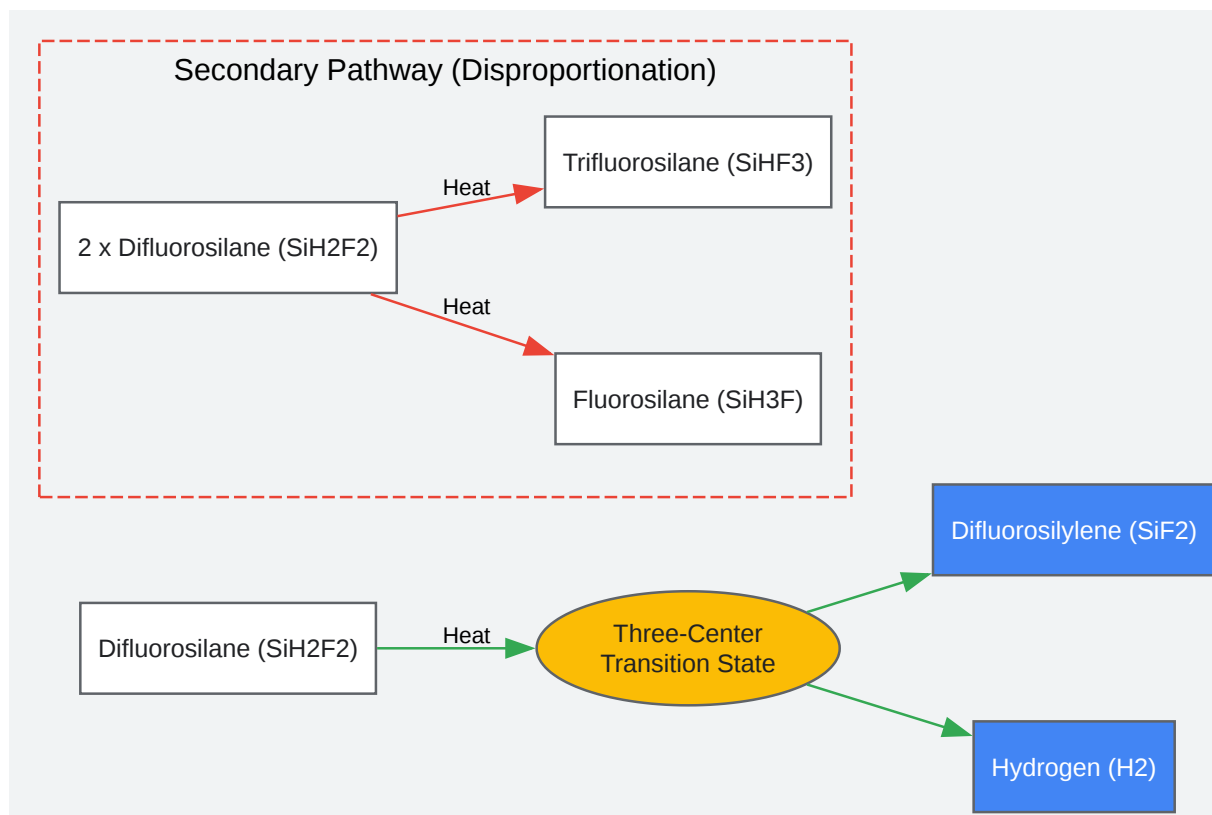 Secondary Pathway (Disproportionation)
Trifluorosilane (SiHF3)
Heat
2 x Difluorosilane (SiH2F2)
Heat
Fluorosilane (SiH3F)
Difluorosilylene (SiF2)
Difluorosilane (SiH2F2)
Heat
Three-Center
Transition State
Hydrogen (H2)